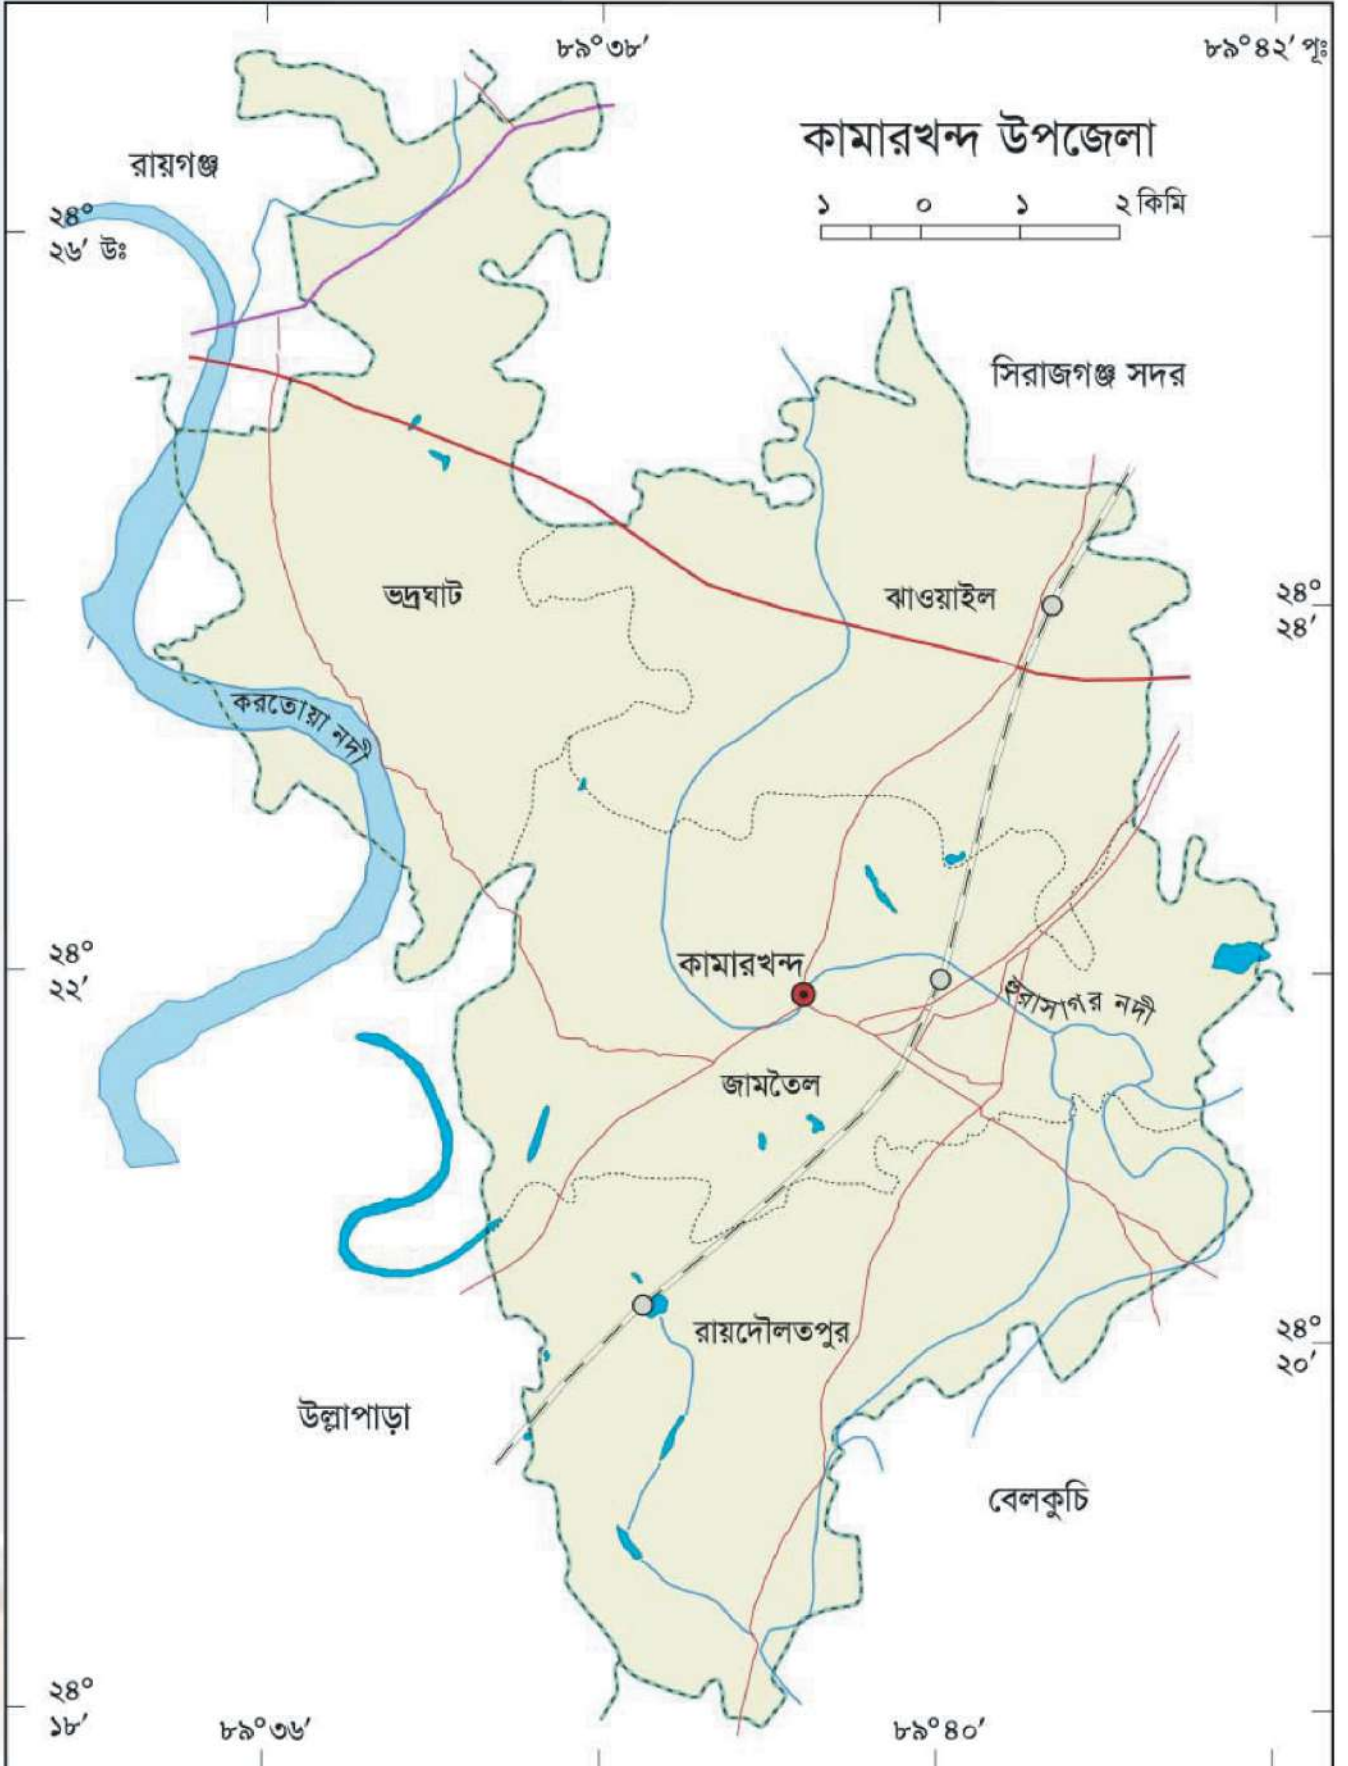 ৮৯°৩৮′
৮৯°৪২′ পূঃ
কামারখন্দ উপজেলা
রায়গঞ্জ
১ ০ ১ ২ কিমি
২৪°
২৬′ উঃ
সিরাজগঞ্জ সদর
ভদ্রঘাট
ঝাওয়াইল
২৪°
২৪′
করতোয়া নদী
২৪°
২২′
কামারখন্দ
হুরাসাগর নদী
জামতৈল
রায়দৌলতপুর
২৪°
২০′
উল্লাপাড়া
বেলকুচি
২৪°
১৮′
৮৯°৩৬′
৮৯°৪০′